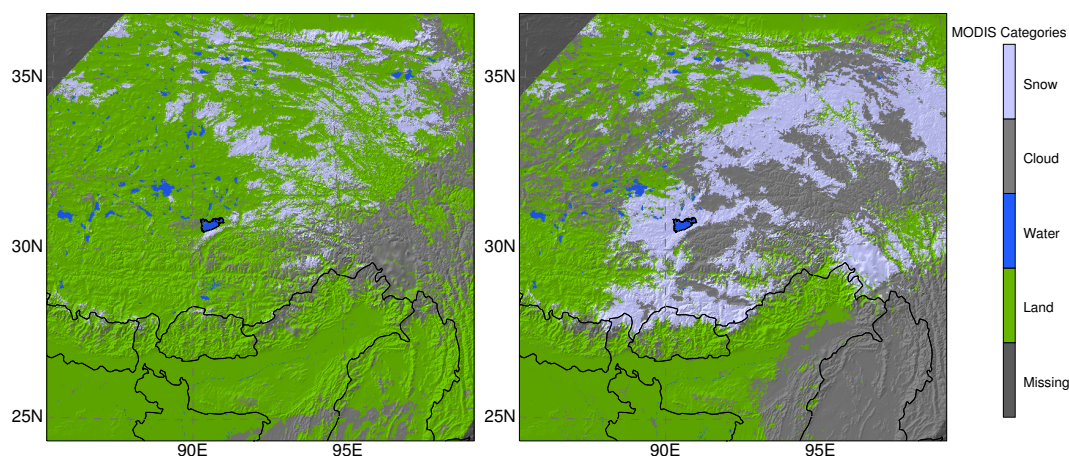 MODIS Categories
35N
30N
25N
90E
95E
35N
30N
25N
90E
95E
Snow
Cloud
Water
Land
Missing